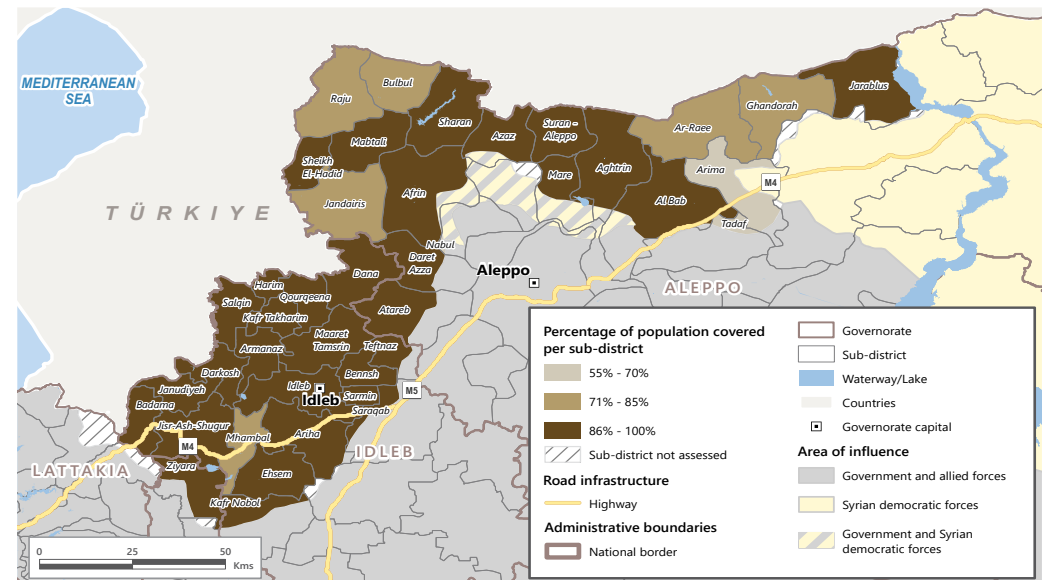 MEDITERRANEAN
SEA
TÜRKIYE
Bulbul
Raju
Sharan
Mabtali
Sheikh
El-Hadid
Jandairis
Afrin
Azaz
Suran -
Aleppo
Mare
Aghtrin
Ar-Raee
Ghandorah
Jarablus
Arima
M4
Al Bab
Tadaf
Nabul
Daret
Azza
Aleppo
ALEPPO
Dana
Harim
Qourqeena
Salqin
Kafr Takharim
Atareb
Maaret
Tamsrin
Teftnaz
Armanaz
Darkosh
Bennsh
Janudiyeh
Idleb
Idleb
Sarmin
M5
Badama
Saraqab
Jisr-Ash-Shugur
Mhambal
Ariha
M4
IDLEB
Ziyara
Ehsem
LATTAKIA
Kafr Nobol
0
25
50
Kms
Percentage of population covered
per sub-district
55% - 70%
71% - 85%
86% - 100%
Sub-district not assessed
Road infrastructure
Highway
Administrative boundaries
National border
Governorate
Sub-district
Waterway/Lake
Countries
Governorate capital
Area of influence
Government and allied forces
Syrian democratic forces
Government and Syrian
democratic forces